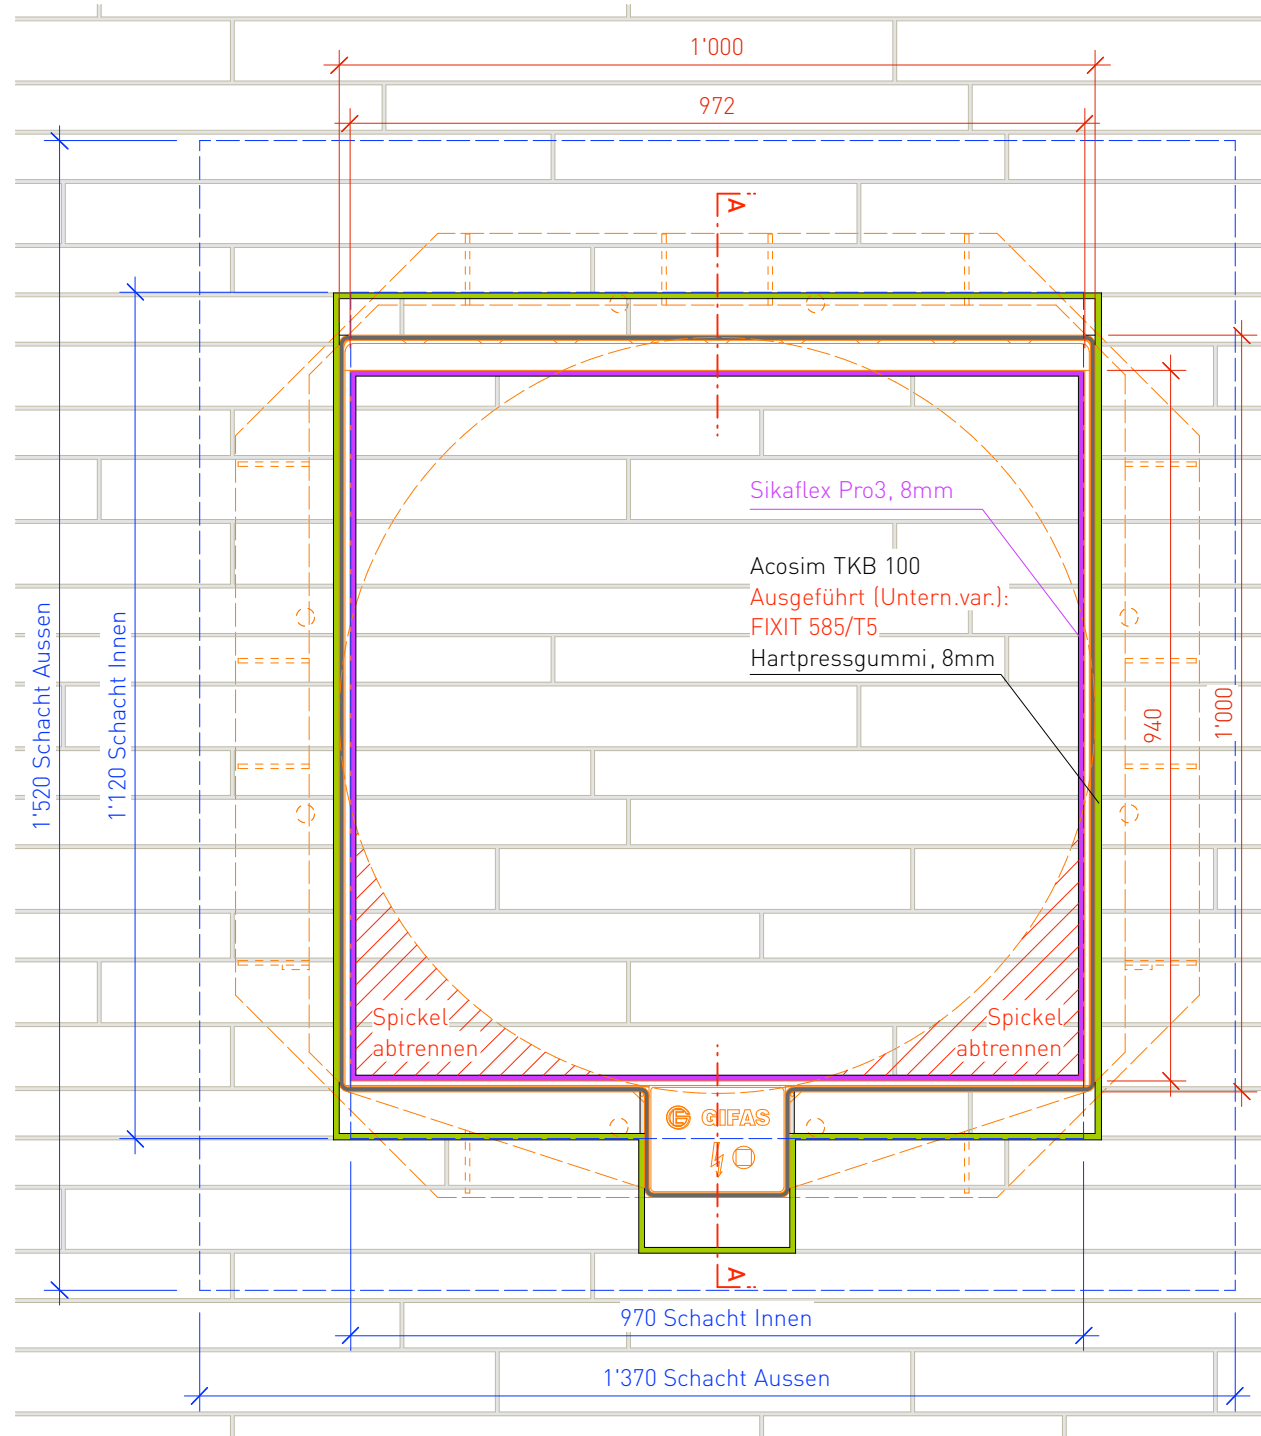 1'000
972
A
Sikaflex Pro3, 8mm
Acosim TKB 100
Ausgeführt (Untern.var.):
FIXIT 585/T5
Hartpressgummi, 8mm
1'520 Schacht Aussen
1'120 Schacht Innen
940
1'000
Spickel
abtrennen
Spickel
abtrennen
GIFAS
A
970 Schacht Innen
1'370 Schacht Aussen